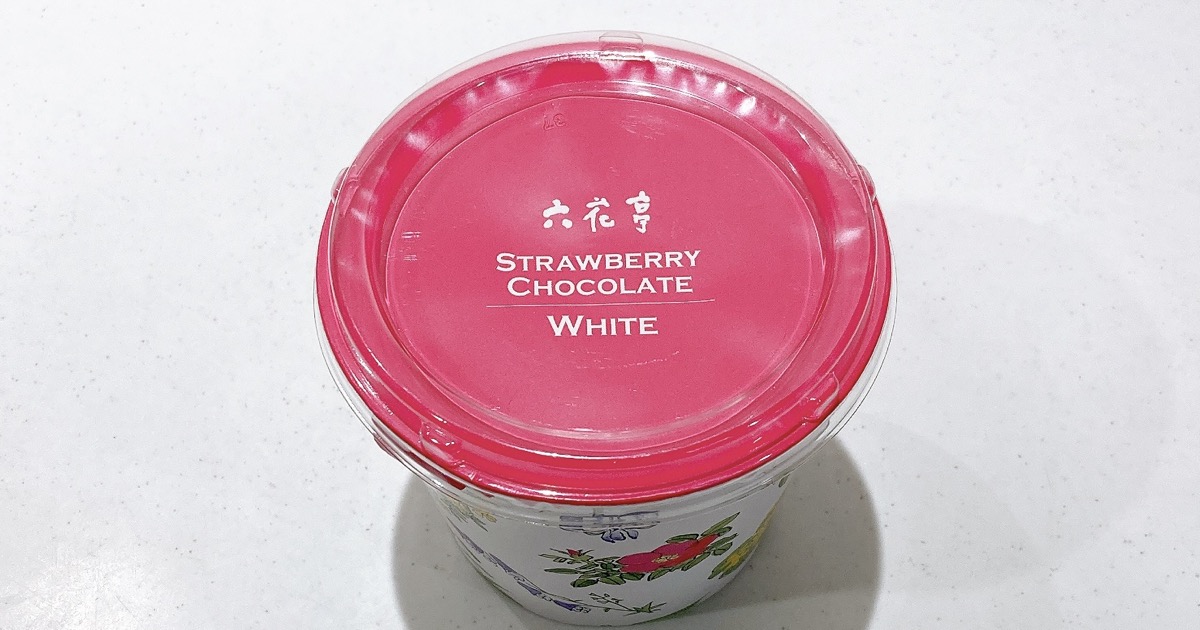 六花亭
STRAWBERRY
CHOCOLATE
WHITE